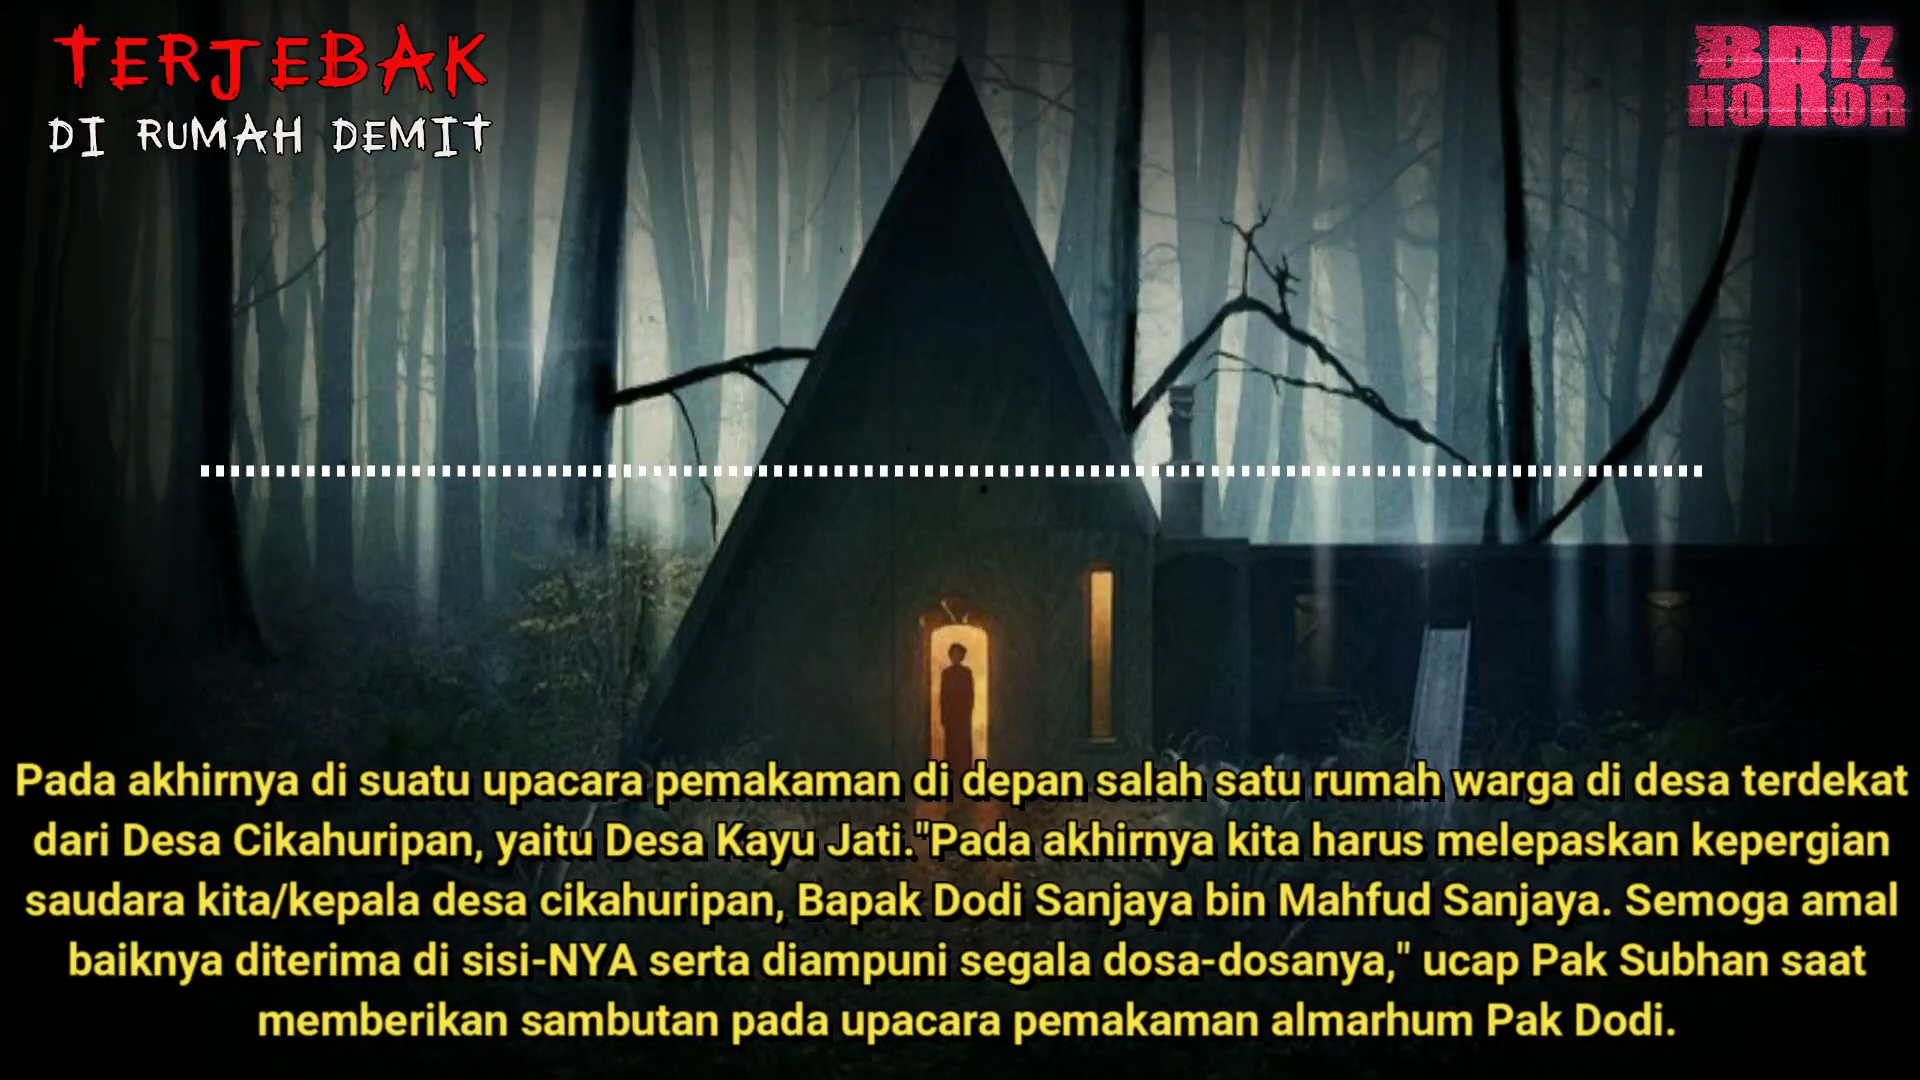 TERJEBAK
DI RUMAH DEMIT
BRIZ
HOROR
Pada akhirnya di suatu upacara pemakaman di depan salah satu rumah warga di desa terdekat
dari Desa Cikahuripan, yaitu Desa Kayu Jati."Pada akhirnya kita harus melepaskan kepergian
saudara kita/kepala desa cikahuripan, Bapak Dodi Sanjaya bin Mahfud Sanjaya. Semoga amal
baiknya diterima di sisi-NYA serta diampuni segala dosa-dosanya," ucap Pak Subhan saat
memberikan sambutan pada upacara pemakaman almarhum Pak Dodi.